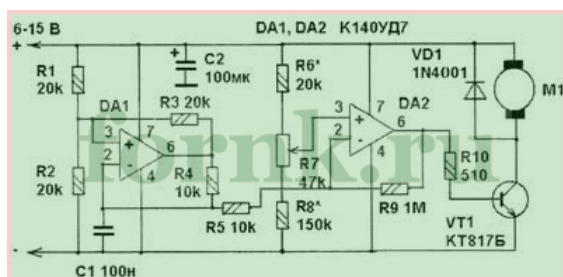 6-15 В
DA1, DA2 К140УД7
+
R1
20k
C2
100мк
+
R6*
20k
VD1
1N4001
M1
DA1
R3 20k
DA2
3
+
7
6
2
-
4
3
+
7
6
2
-
4
R2
20k
R4
10k
R7
47k
R10
510
R5 10k
R8*
150k
R9 1M
VT1
КТ817Б
-
C1 100н
fornk.ru